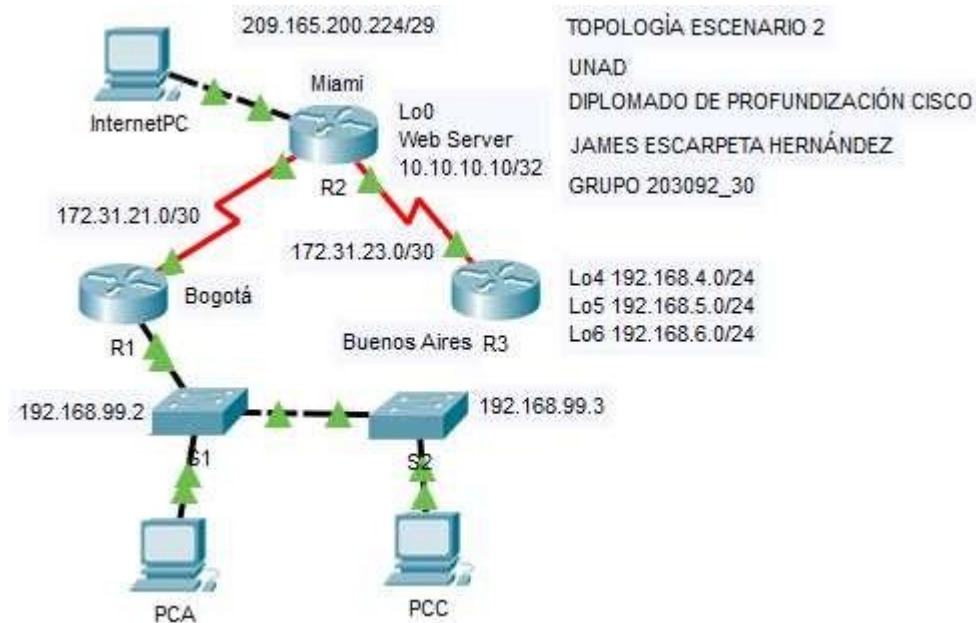 209.165.200.224/29
TOPOLOGÌA ESCENARIO 2
UNAD
DIPLOMADO DE PROFUNDIZACIÓN CISCO
JAMES ESCARPETA HERNÁNDEZ
GRUPO 203092_30
InternetPC
Miami
Lo0
Web Server
10.10.10.10/32
R2
172.31.21.0/30
172.31.23.0/30
Bogotá
R1
Buenos Aires R3
Lo4 192.168.4.0/24
Lo5 192.168.5.0/24
Lo6 192.168.6.0/24
192.168.99.2
S1
192.168.99.3
S2
PCA
PCC